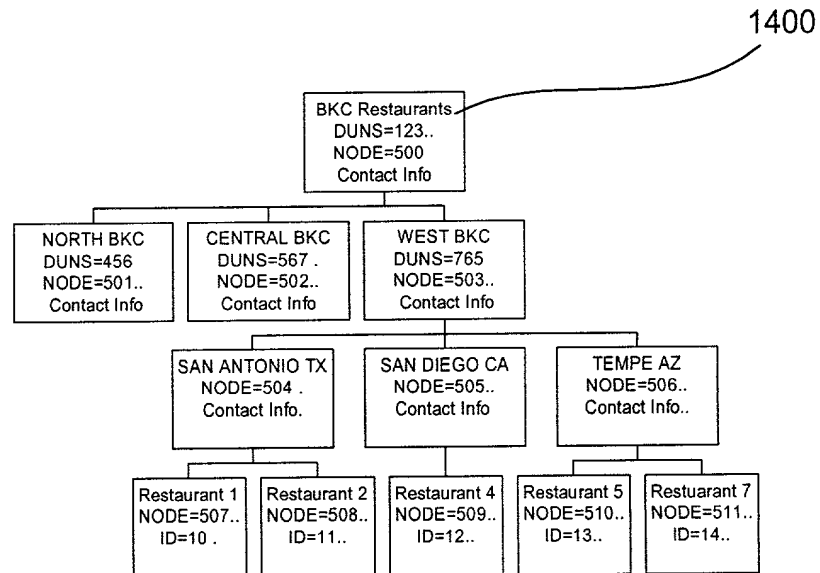 1400
BKC Restaurants
DUNS=123..
NODE=500
Contact Info
NORTH BKC
DUNS=456
NODE=501..
Contact Info
CENTRAL BKC
DUNS=567 .
NODE=502..
Contact Info
WEST BKC
DUNS=765
NODE=503..
Contact Info
SAN ANTONIO TX
NODE=504 .
Contact Info.
SAN DIEGO CA
NODE=505..
Contact Info
TEMPE AZ
NODE=506..
Contact Info..
Restaurant 1
NODE=507..
ID=10 .
Restaurant 2
NODE=508..
ID=11..
Restaurant 4
NODE=509..
ID=12..
Restaurant 5
NODE=510..
ID=13..
Restuarant 7
NODE=511..
ID=14..